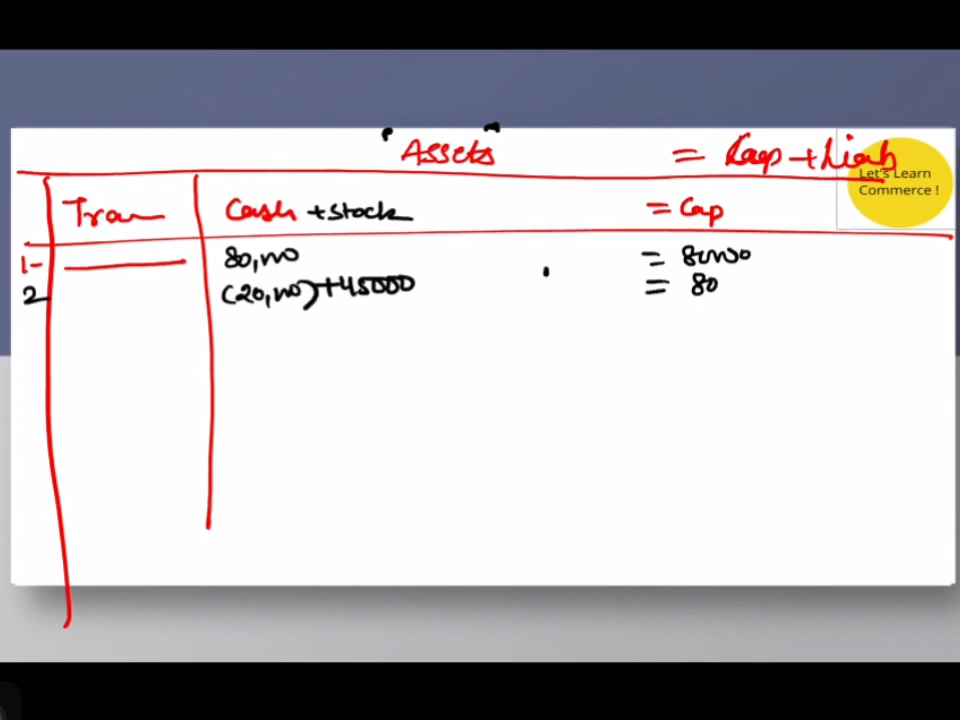 Assets = Cap + Liab
Let's Learn
Commerce !
Tran Cash + Stock = Cap
1- 80,000 = 80000
2 (20,000) + 45000 = 80